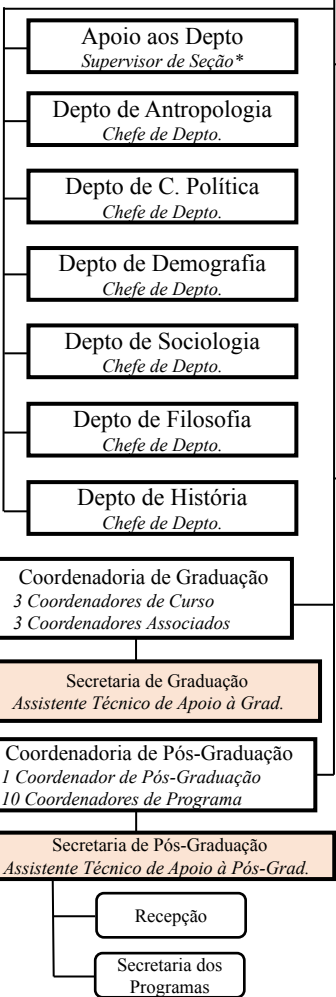 Apoio aos Depto
Supervisor de Seção*
Depto de Antropologia
Chefe de Depto.
Depto de C. Política
Chefe de Depto.
Depto de Demografia
Chefe de Depto.
Depto de Sociologia
Chefe de Depto.
Depto de Filosofia
Chefe de Depto.
Depto de História
Chefe de Depto.
Coordenadoria de Graduação
3 Coordenadores de Curso
3 Coordenadores Associados
Secretaria de Graduação
Assistente Técnico de Apoio à Grad.
Coordenadoria de Pós-Graduação
1 Coordenador de Pós-Graduação
10 Coordenadores de Programa
Secretaria de Pós-Graduação
Assistente Técnico de Apoio à Pós-Grad.
Recepção
Secretaria dos
Programas